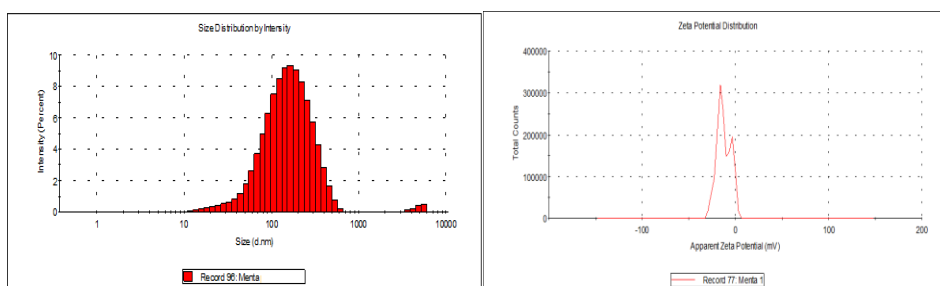 Size Distribution by Intensity
10
8
6
4
2
0
Intensity (Percent)
1
10
100
1000
10000
Size (d.nm)
Record 96: Menta
Zeta Potential Distribution
400000
300000
200000
100000
0
Total Counts
-100
0
100
200
Apparent Zeta Potential (mV)
Record 77: Menta 1